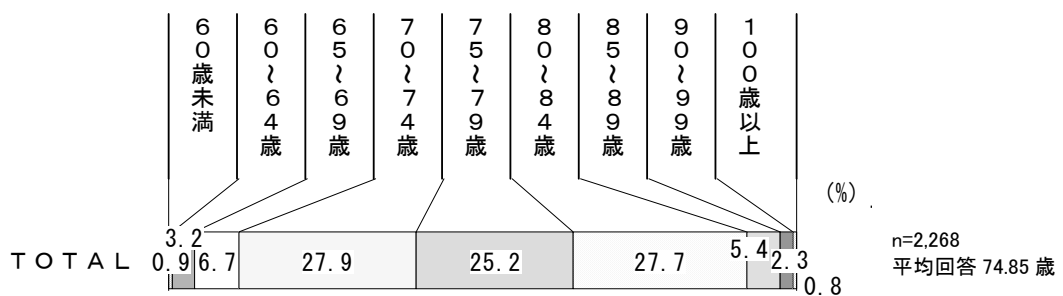 60歳未満
60～64歳
65～69歳
70～74歳
75～79歳
80～84歳
85～89歳
90～99歳
100歳以上
(%)
TOTAL 0.9 3.2 6.7 27.9 25.2 27.7 5.4 2.3 0.8
n=2,268
平均回答 74.85 歳